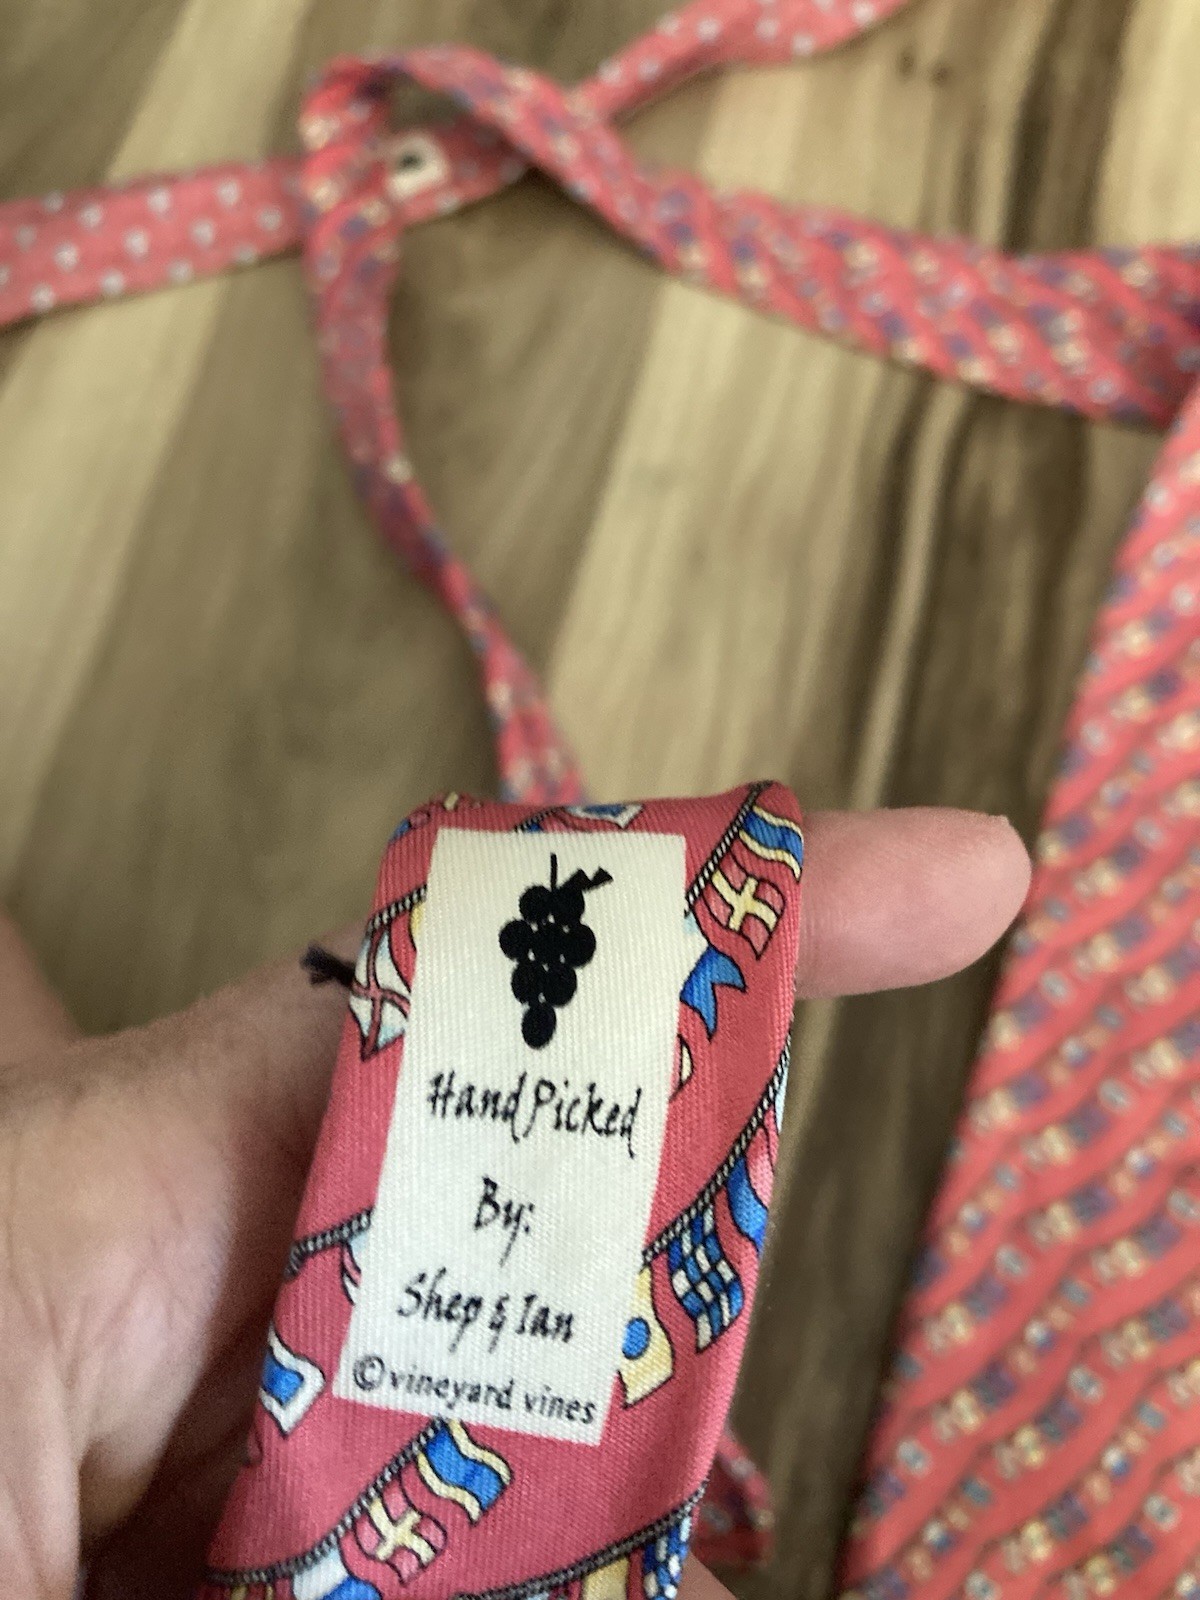 Hand Picked
By:
Shep & Ian
© vineyard vines